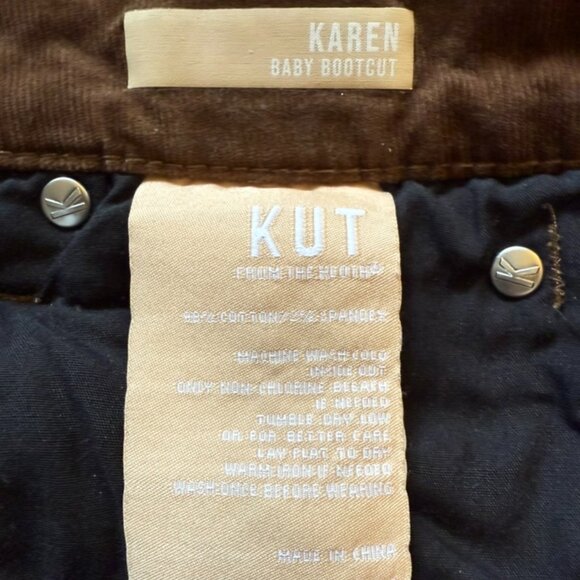 KAREN
BABY BOOTCUT
KUT
FROM THE KLOTH
98% COTTON/2% SPANDEX
MACHINE WASH COLD
INSIDE OUT
ONLY NON-CHLORINE BLEACH
IF NEEDED
TUMBLE DRY LOW
OR FOR BETTER CARE
LAY FLAT TO DRY
WARM IRON IF NEEDED
WASH ONCE BEFORE WEARING
MADE IN CHINA
K
K